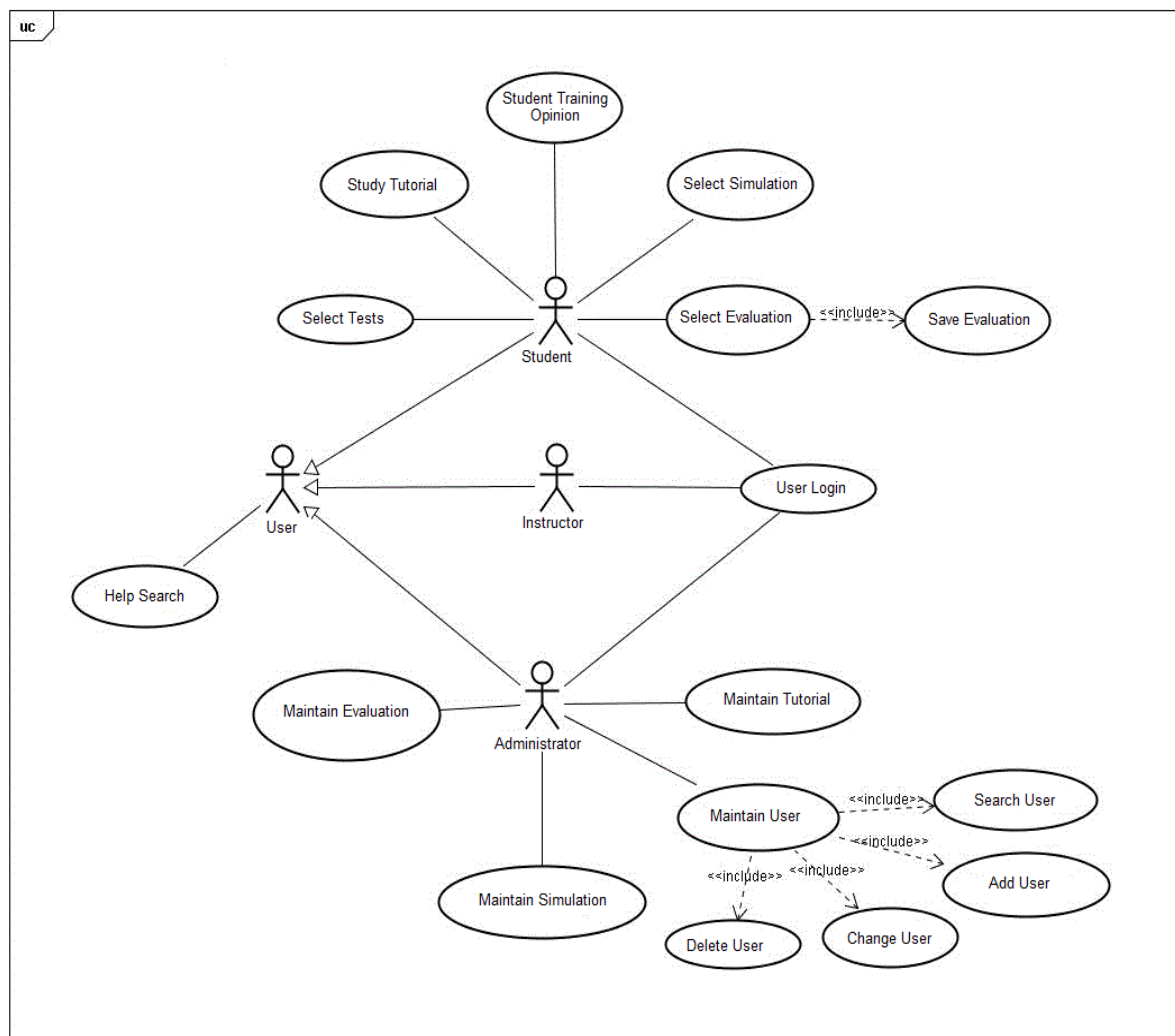 uc
Student Training
Opinion
Study Tutorial
Select Simulation
Select Tests
Select Evaluation
<<include>>
Save Evaluation
Student
User
Instructor
User Login
Help Search
Maintain Evaluation
Administrator
Maintain Tutorial
Maintain User
<<include>>
Search User
<<include>>
Add User
<<include>>
<<include>>
Maintain Simulation
Delete User
Change User